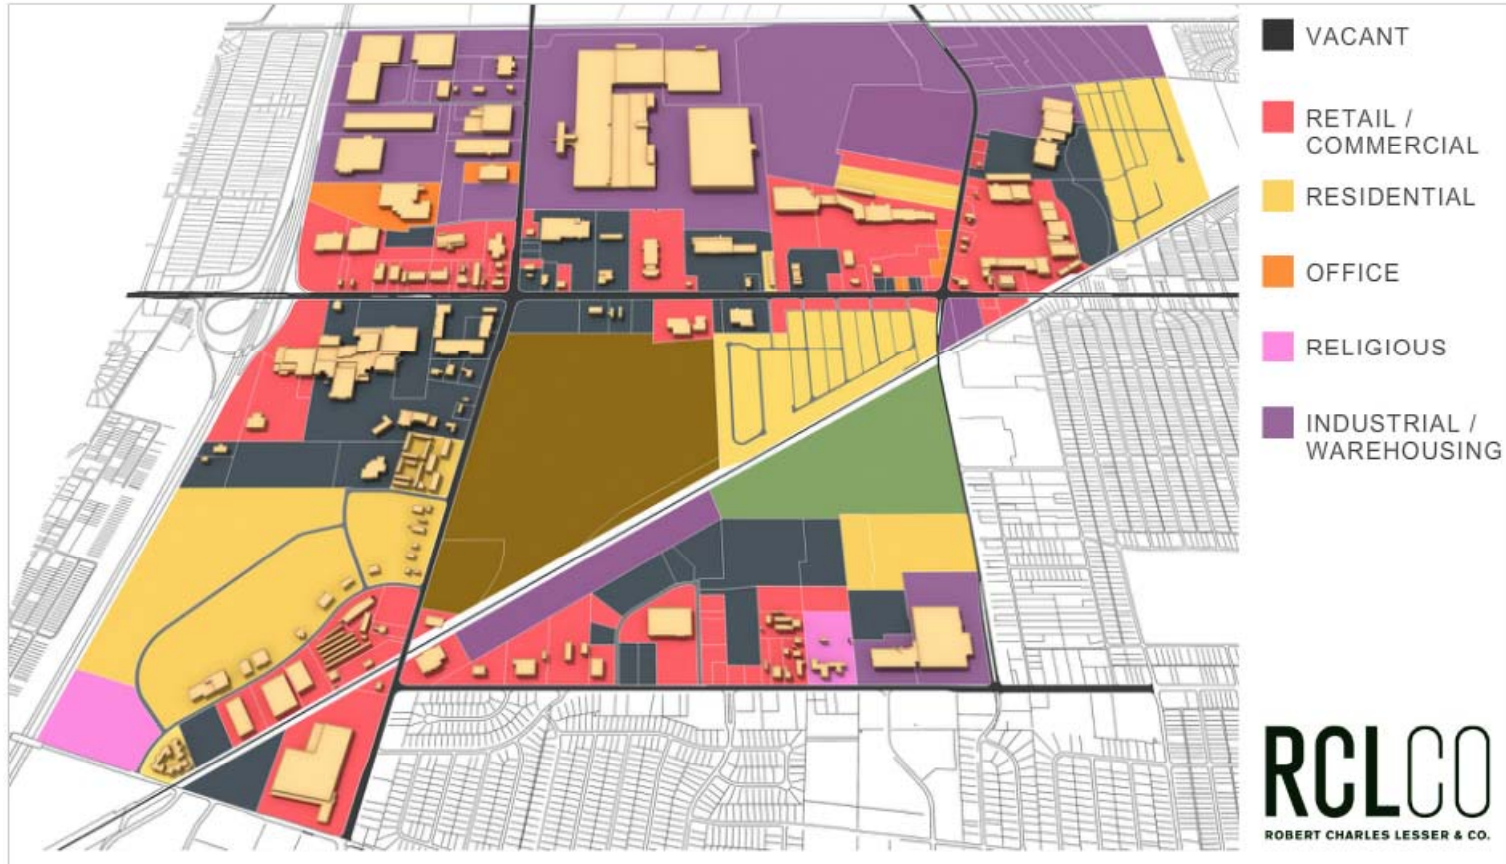 VACANT
RETAIL /
COMMERCIAL
RESIDENTIAL
OFFICE
RELIGIOUS
INDUSTRIAL /
WAREHOUSING
RCLCO
ROBERT CHARLES LESSER & CO.